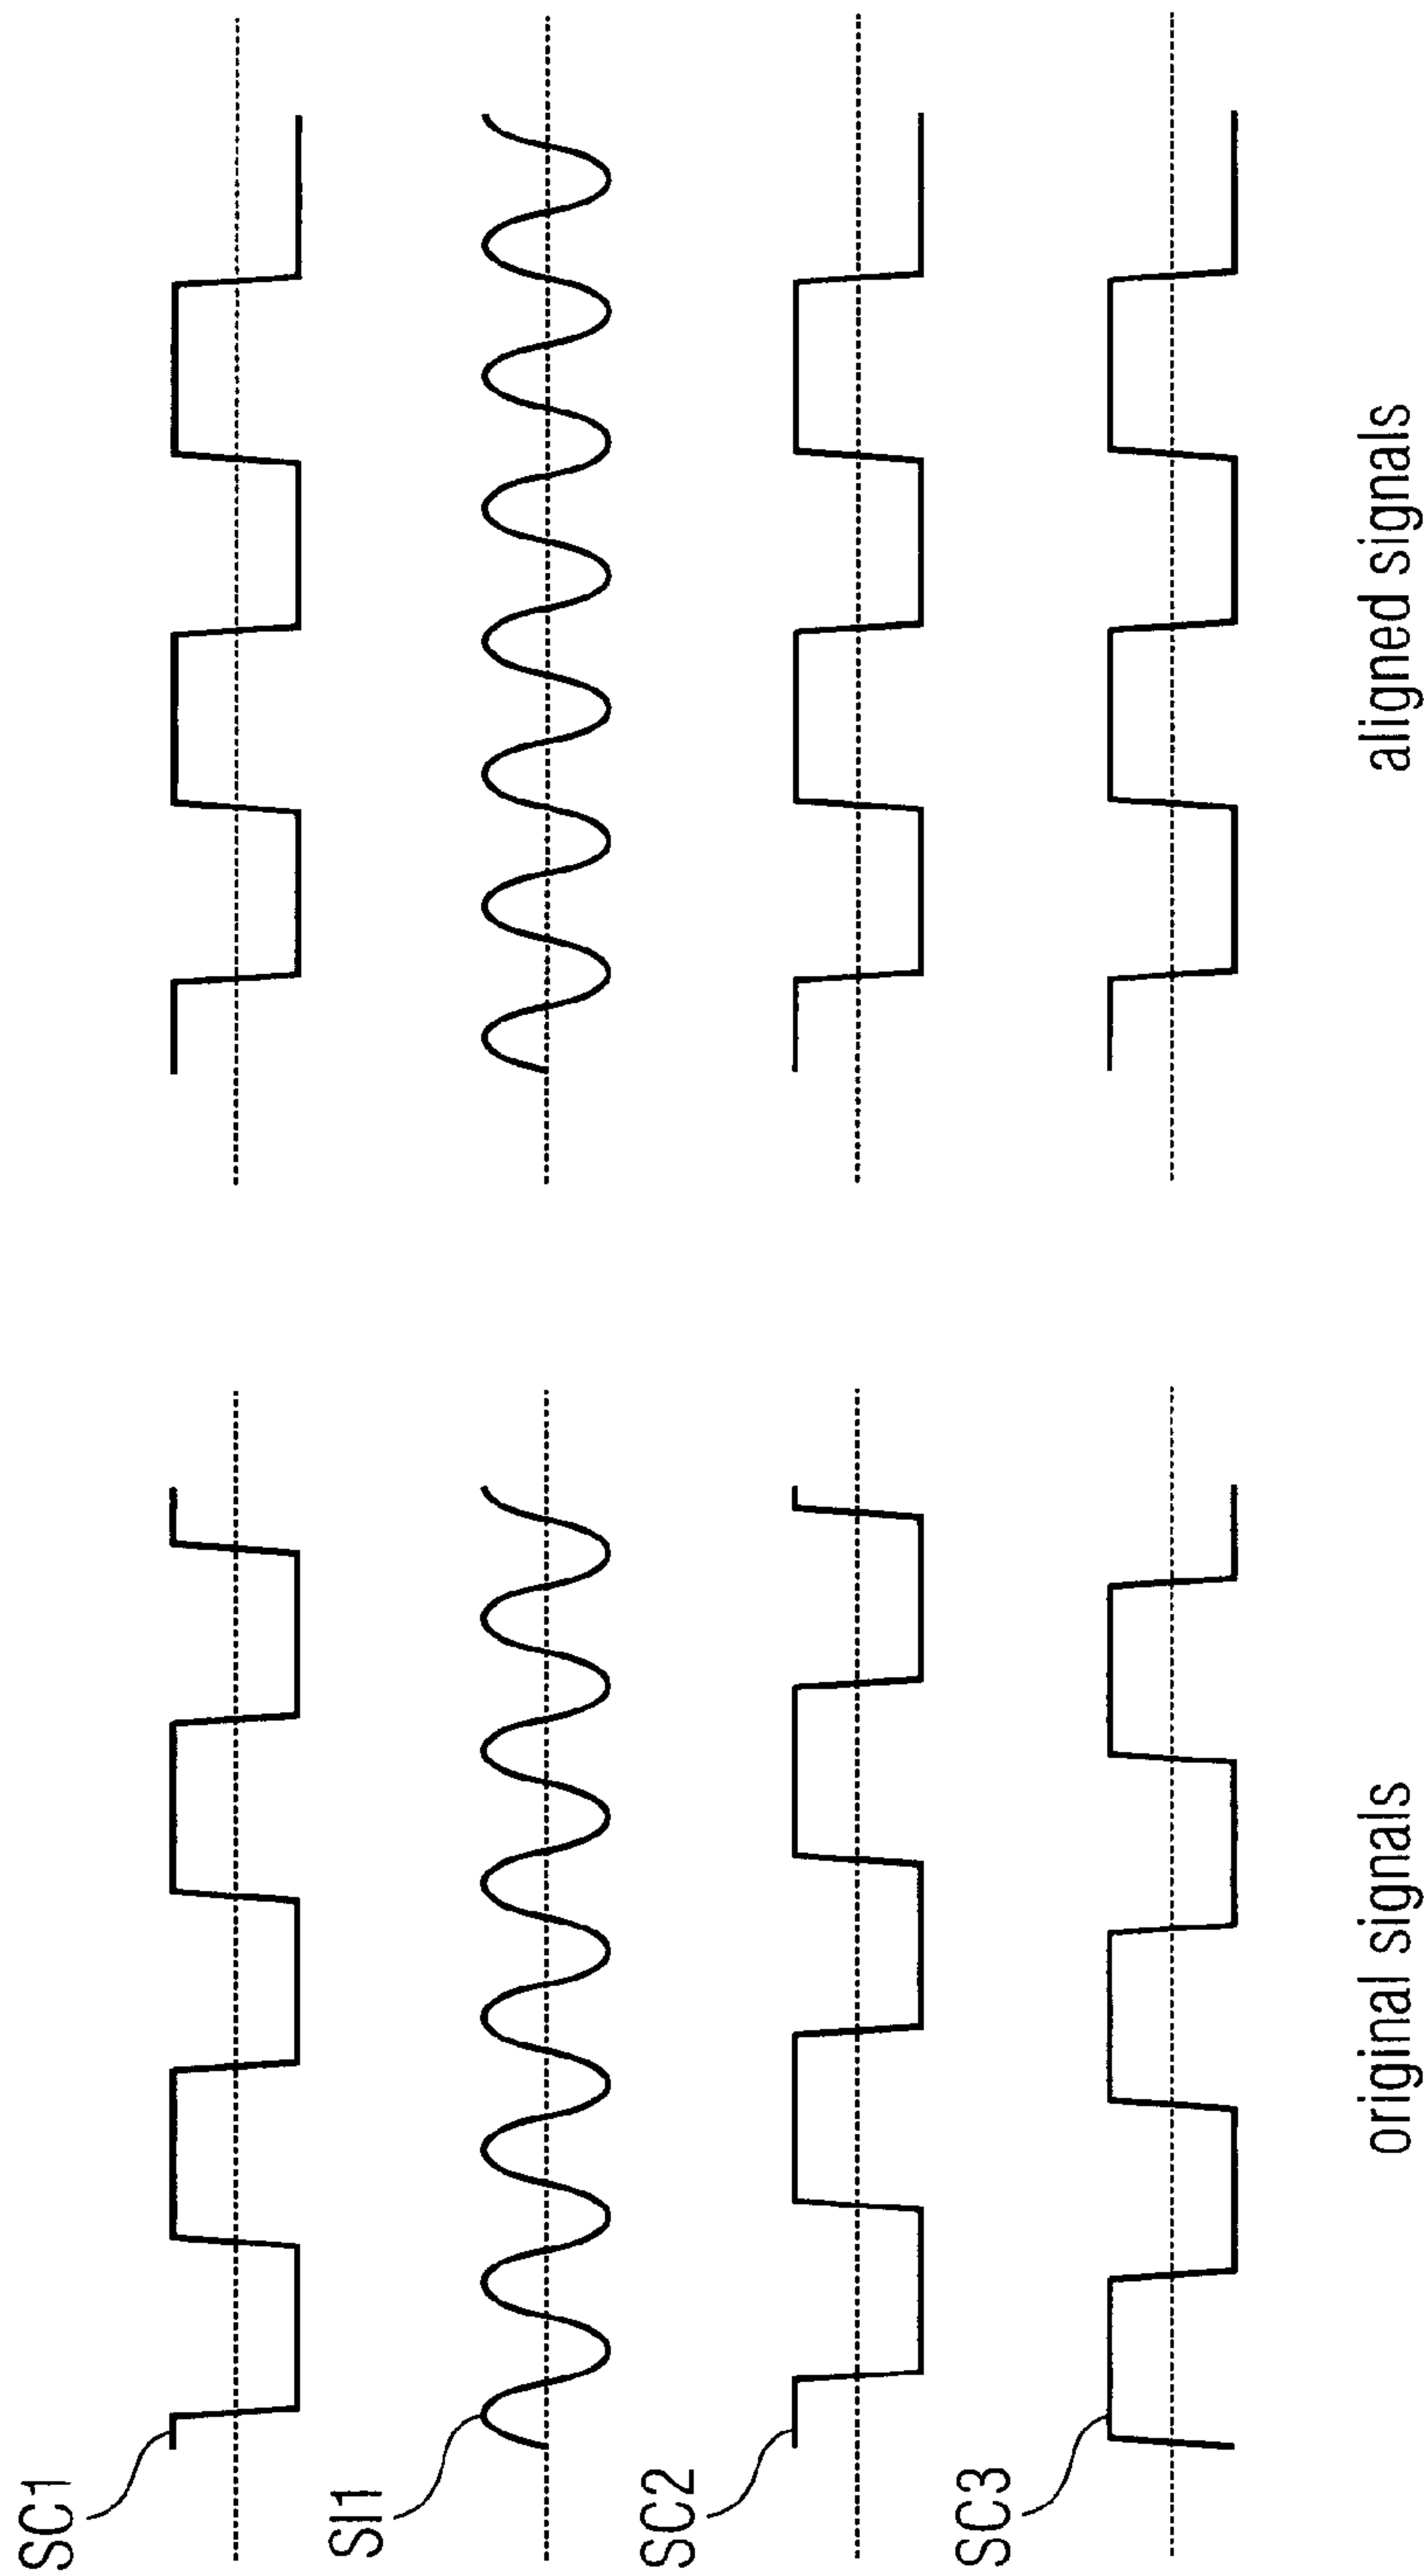 SC1
SI1
SC2
SC3
original signals
aligned signals